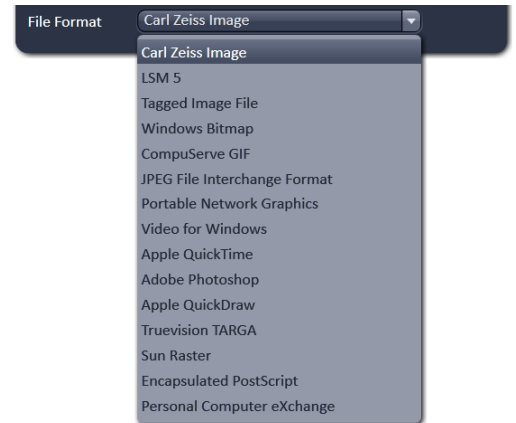 File Format Carl Zeiss Image
Carl Zeiss Image
LSM 5
Tagged Image File
Windows Bitmap
CompuServe GIF
JPEG File Interchange Format
Portable Network Graphics
Video for Windows
Apple QuickTime
Adobe Photoshop
Apple QuickDraw
Truevision TARGA
Sun Raster
Encapsulated PostScript
Personal Computer eXchange